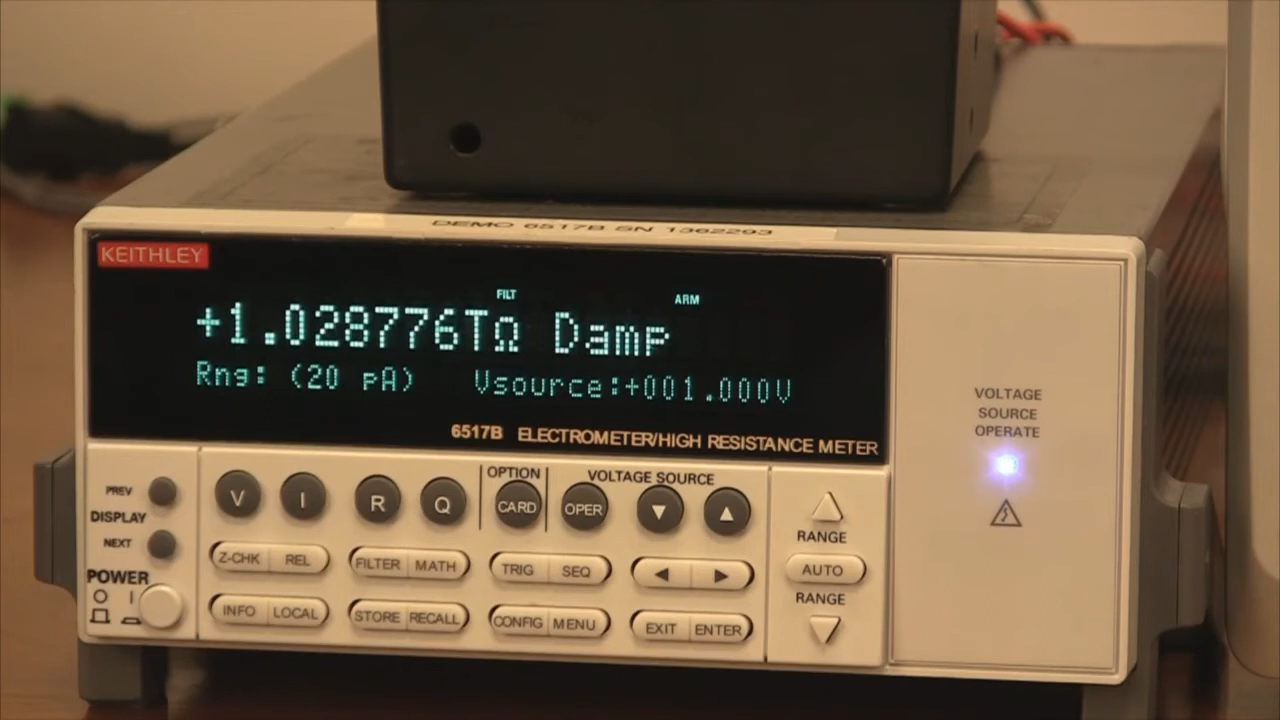 DEMO 6517B SN 1362293
KEITHLEY
FILT ARM
+1.028776TΩ Damp
Rng: (20 pA) Vsource:+001.000V
6517B ELECTROMETER/HIGH RESISTANCE METER
VOLTAGE
SOURCE
OPERATE
PREV
DISPLAY
NEXT
POWER
O I
V I R Q
OPTION
CARD
VOLTAGE SOURCE
OPER ▼ ▲
Z-CHK REL FILTER MATH TRIG SEQ ◀ ▶
INFO LOCAL STORE RECALL CONFIG MENU EXIT ENTER
RANGE
AUTO
RANGE